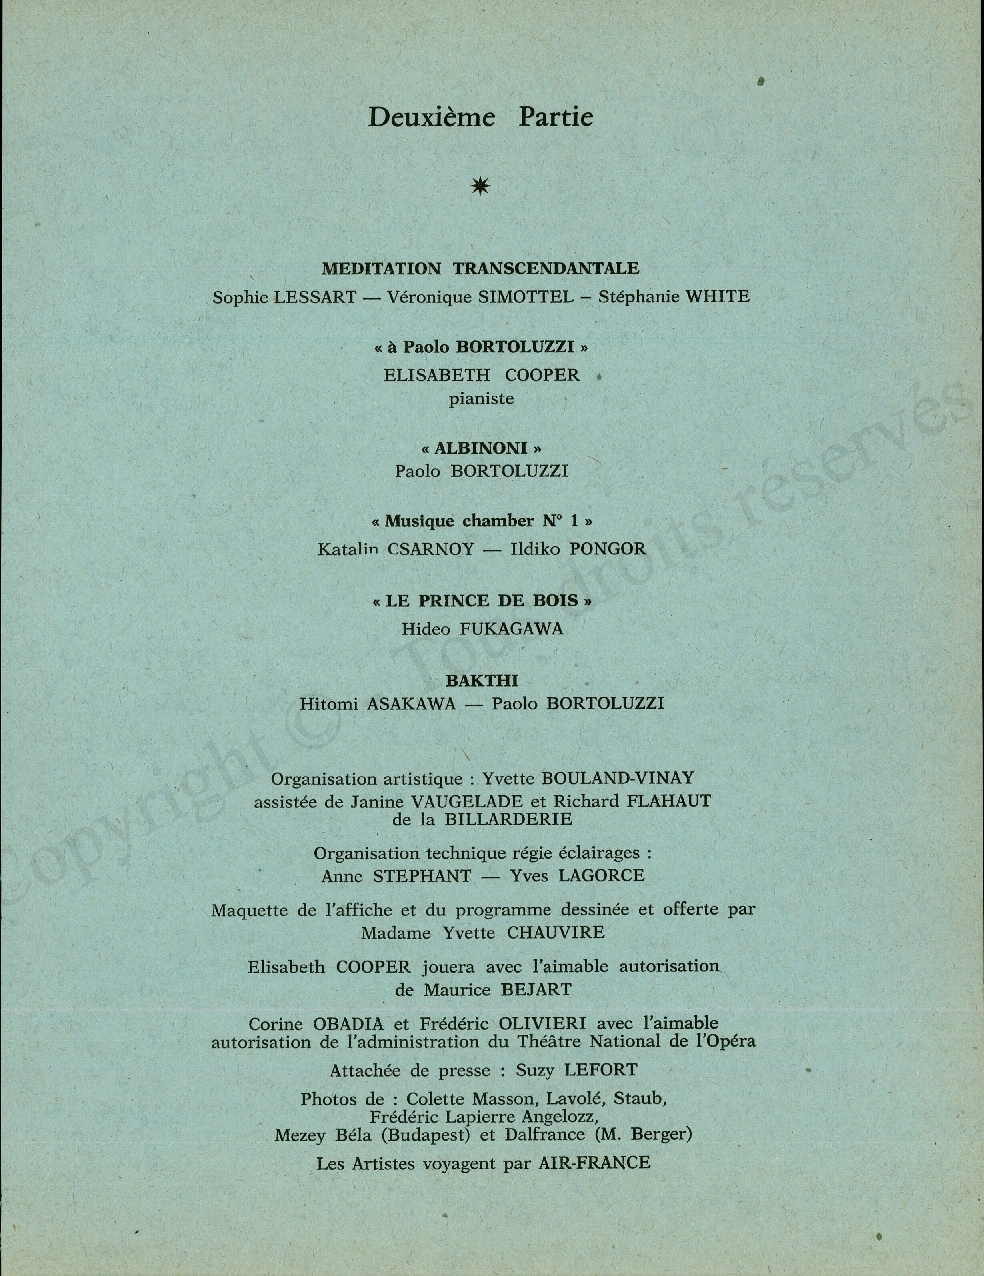 Deuxième Partie
MEDITATION TRANSCENDANTALE
Sophie LESSART — Véronique SIMOTTEL – Stéphanie WHITE
« à Paolo BORTOLUZZI »
ELISABETH COOPER
pianiste
« ALBINONI »
Paolo BORTOLUZZI
« Musique chamber N° 1 »
Katalin CSARNOY — Ildiko PONGOR
« LE PRINCE DE BOIS »
Hideo FUKAGAWA
BAKTHI
Hitomi ASAKAWA — Paolo BORTOLUZZI
Organisation artistique : Yvette BOULAND-VINAY
assistée de Janine VAUGELADE et Richard FLAHAUT
de la BILLARDERIE
Organisation technique régie éclairages :
Anne STEPHANT — Yves LAGORCE
Maquette de l'affiche et du programme dessinée et offerte par
Madame Yvette CHAUVIRE
Elisabeth COOPER jouera avec l'aimable autorisation
de Maurice BEJART
Corine OBADIA et Frédéric OLIVIERI avec l'aimable
autorisation de l'administration du Théâtre National de l'Opéra
Attachée de presse : Suzy LEFORT
Photos de : Colette Masson, Lavolé, Staub,
Frédéric Lapierre Angelozz,
Mezey Béla (Budapest) et Dalfrance (M. Berger)
Les Artistes voyagent par AIR-FRANCE
Copyright © - Tous droits réservés